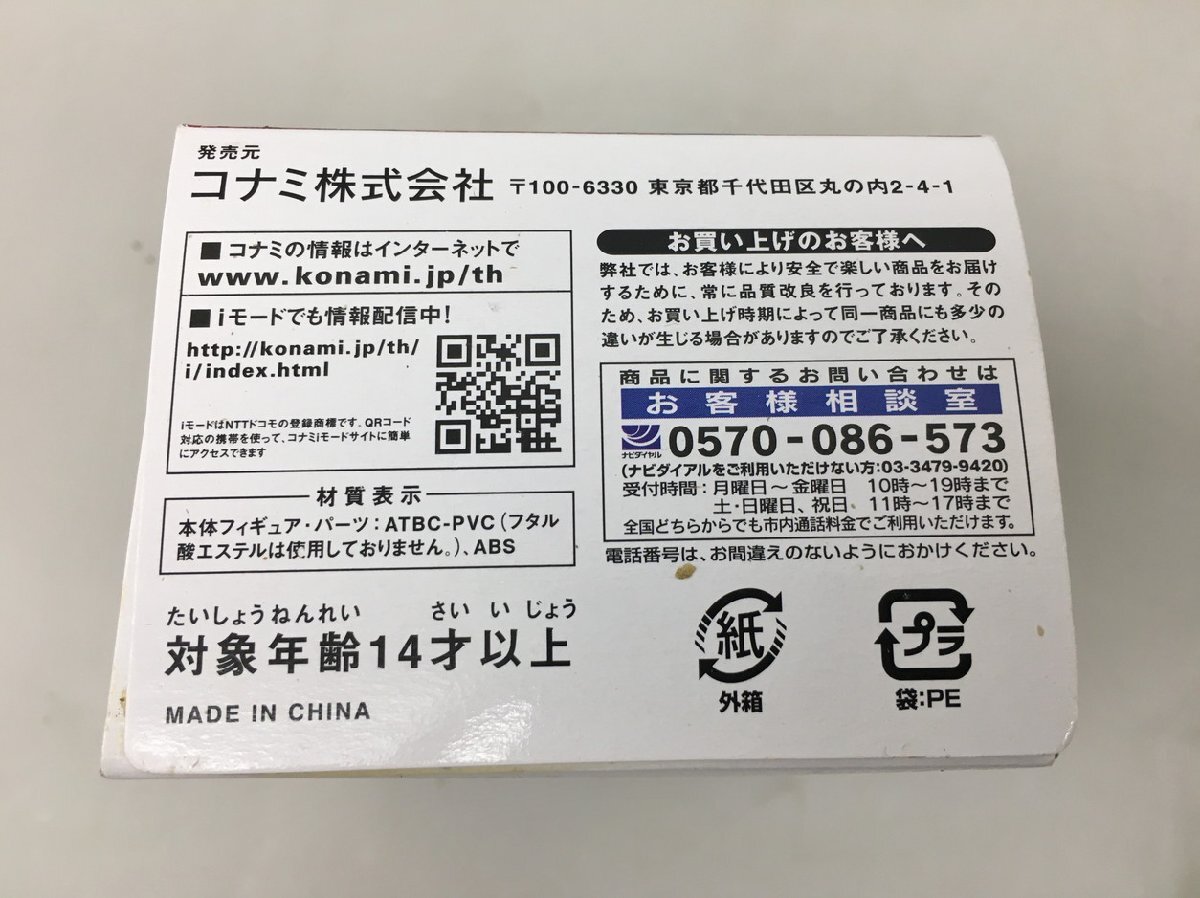 発売元
コナミ株式会社 〒100-6330 東京都千代田区丸の内2-4-1
■コナミの情報はインターネットで
www.konami.jp/th
■iモードでも情報配信中!
http://konami.jp/th/
i/index.html
iモードはNTTドコモの登録商標です。QRコード
対応の携帯を使って、コナミiモードサイトに簡単
にアクセスできます
材質表示
本体フィギュア・パーツ:ATBC-PVC(フタル
酸エステルは使用しておりません。)、ABS
たいしょうねんれい さい いじょう
対象年齢14才以上
MADE IN CHINA
お買い上げのお客様へ
弊社では、お客様により安全で楽しい商品をお届け
するために、常に品質改良を行っております。その
ため、お買い上げ時期によって同一商品にも多少の
違いが生じる場合がありますのでご了承ください。
商品に関するお問い合わせは
お客様相談室
ナビダイヤル 0570-086-573
(ナビダイアルをご利用いただけない方:03-3479-9420)
受付時間:月曜日〜金曜日 10時〜19時まで
土・日曜日、祝日 11時〜17時まで
全国どちらからでも市内通話料金でご利用いただけます。
電話番号は、お間違えのないようにおかけください。
紙 プラ
外箱 袋:PE